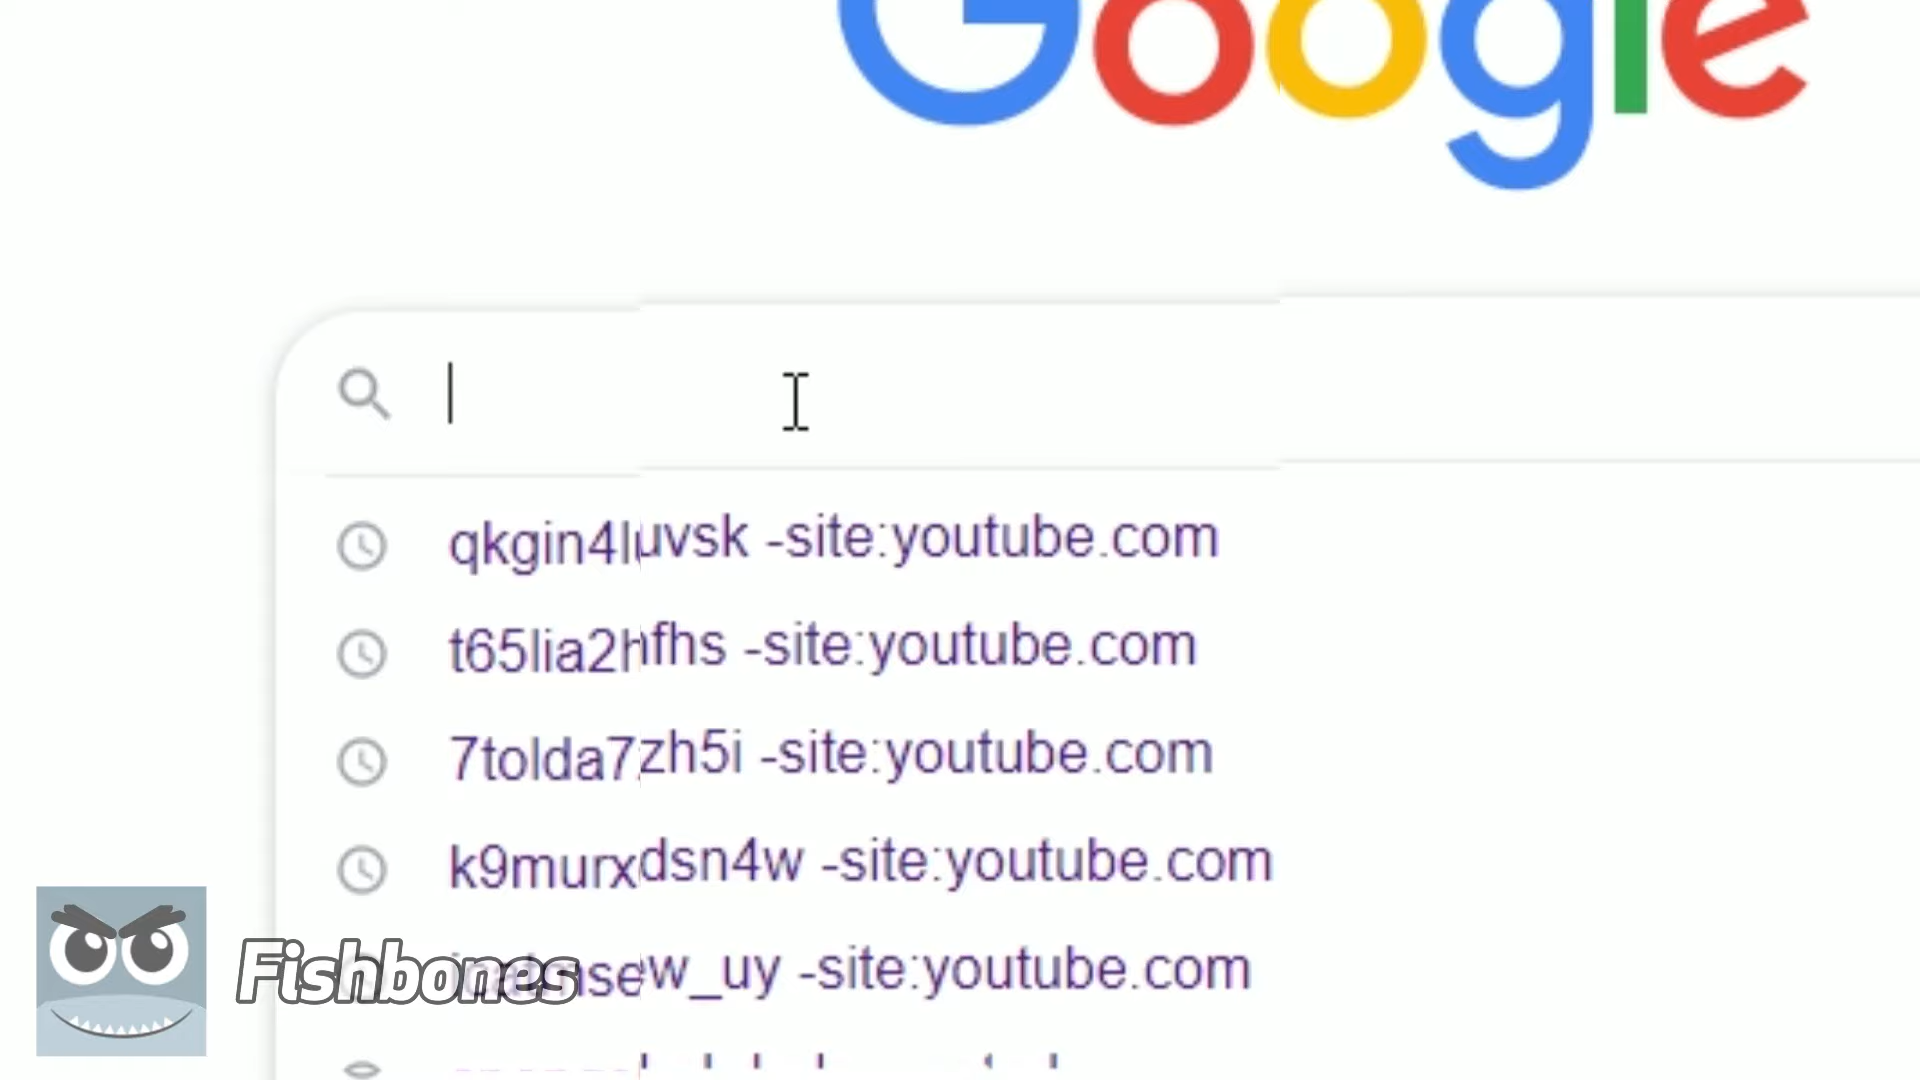 Google
qkgin4luvsk -site:youtube.com
t65lia2hfhs -site:youtube.com
7tolda7zh5i -site:youtube.com
k9murxdsn4w -site:youtube.com
w_uy -site:youtube.com
Fishbones